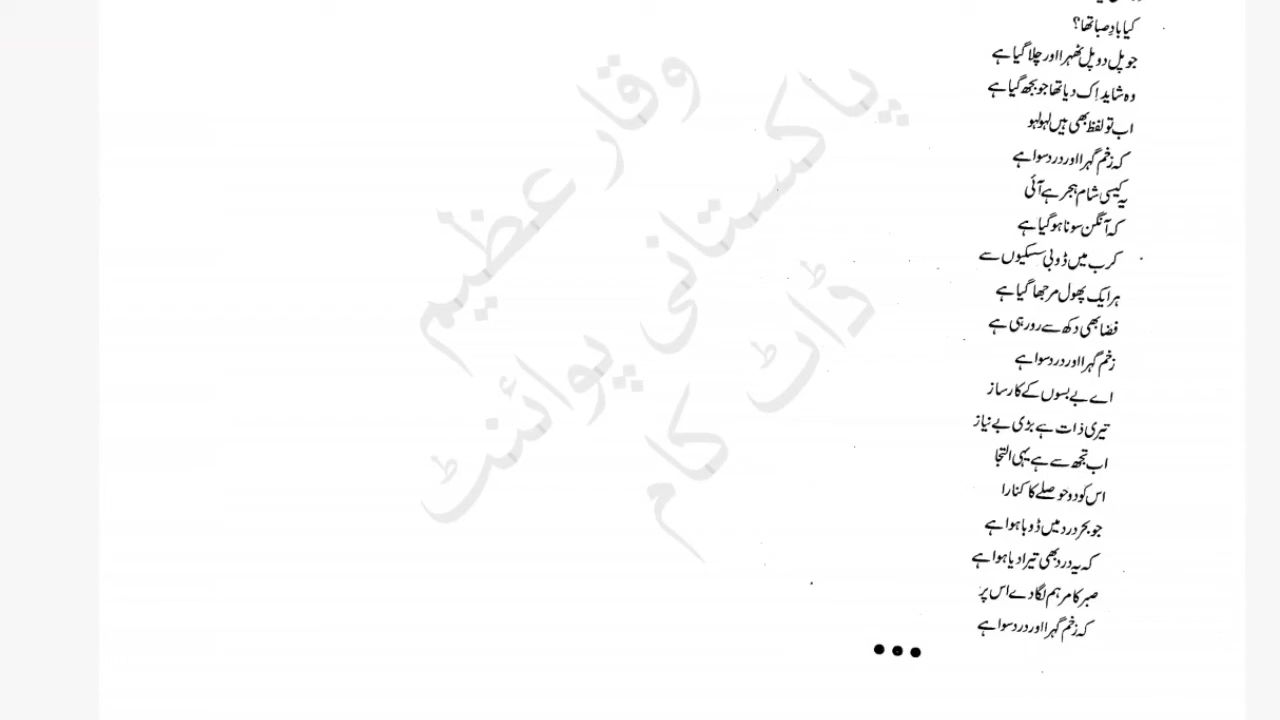 کیا بادِ صبا تھا؟
جو پل دو پل ٹھہرا اور چلا گیا ہے
وہ شاید اِک دیا تھا جو بجھ گیا ہے
اب تو لفظ بھی ہیں لہو لہو
کہ زخم گہرا اور درد سوا ہے
یہ کیسی شام ہجر ہے آئی
کہ آنگن سونا ہو گیا ہے
کرب میں ڈوبی سسکیوں سے
ہر ایک پھول مرجھا گیا ہے
فضا بھی دکھ سے رو رہی ہے
زخم گہرا اور درد سوا ہے
اے بے بسوں کے کارساز
تیری ذات ہے بڑی بے نیاز
اب تجھ سے ہے یہی التجا
اس کو دو حوصلے کا کنارا
جو بحر درد میں ڈوبا ہوا ہے
کہ یہ درد بھی تیرا دیا ہوا ہے
صبر کا مرہم لگا دے اس پر
کہ زخم گہرا اور درد سوا ہے
وقار عظیم
پاکستانی پوائنٹ
ڈاٹ کام